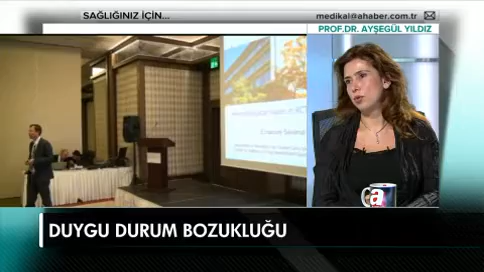 SAĞLIĞINIZ İÇİN...
medikal@ahaber.com.tr
PROF.DR. AYŞEGÜL YILDIZ
a
DUYGU DURUM BOZUKLUĞU